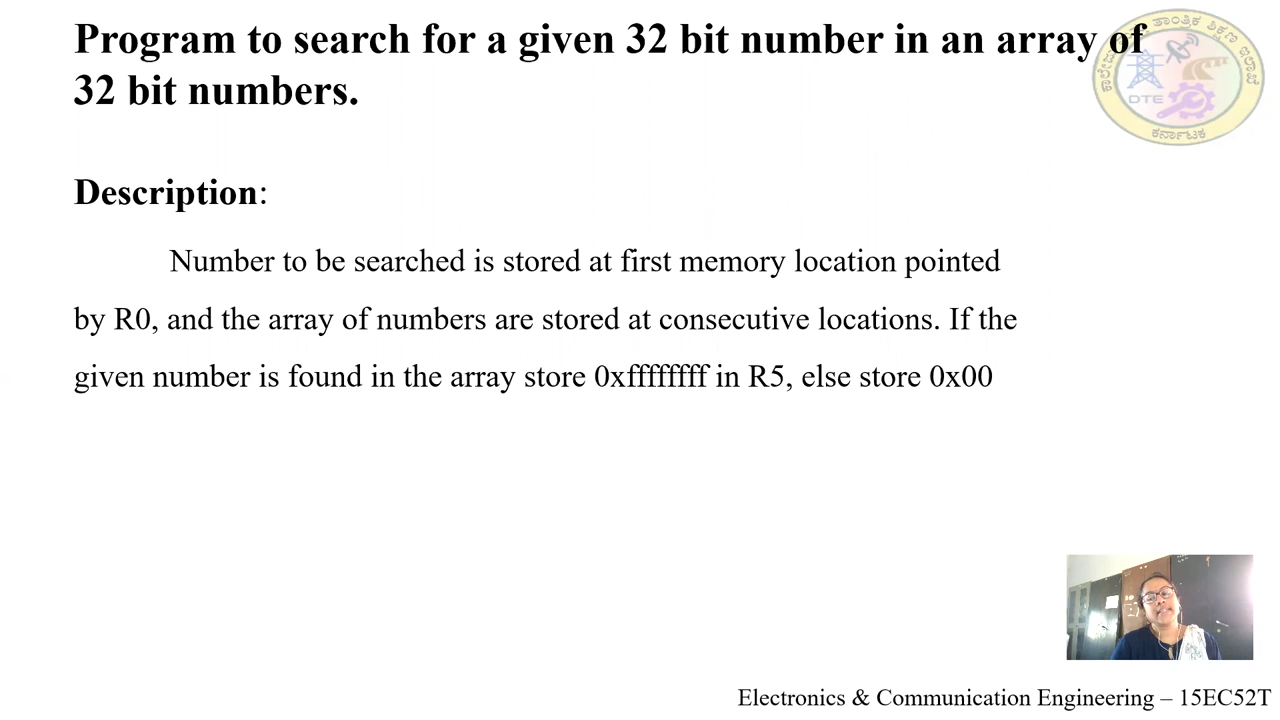 Program to search for a given 32 bit number in an array of
32 bit numbers.
Description:
Number to be searched is stored at first memory location pointed
by R0, and the array of numbers are stored at consecutive locations. If the
given number is found in the array store 0xffffffff in R5, else store 0x00
DTE
ಕರ್ನಾಟಕ
Electronics & Communication Engineering – 15EC52T